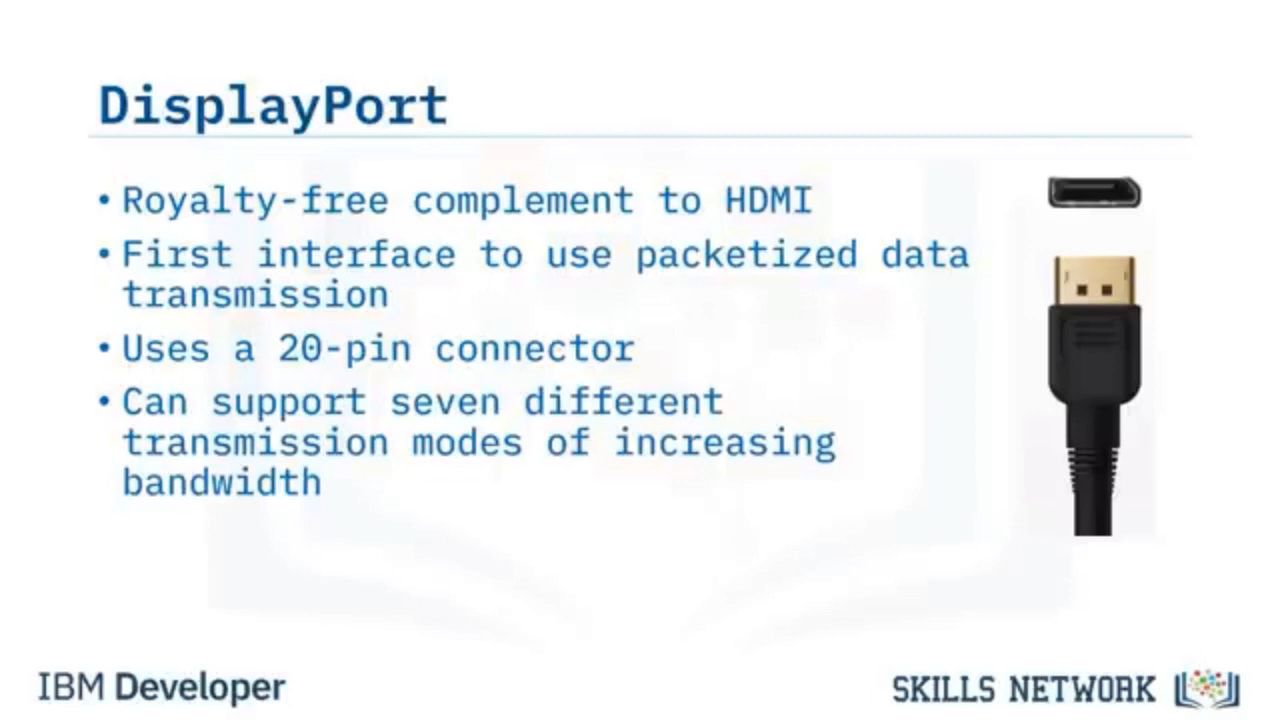 DisplayPort
• Royalty-free complement to HDMI
• First interface to use packetized data
transmission
• Uses a 20-pin connector
• Can support seven different
transmission modes of increasing
bandwidth
IBM Developer
SKILLS NETWORK